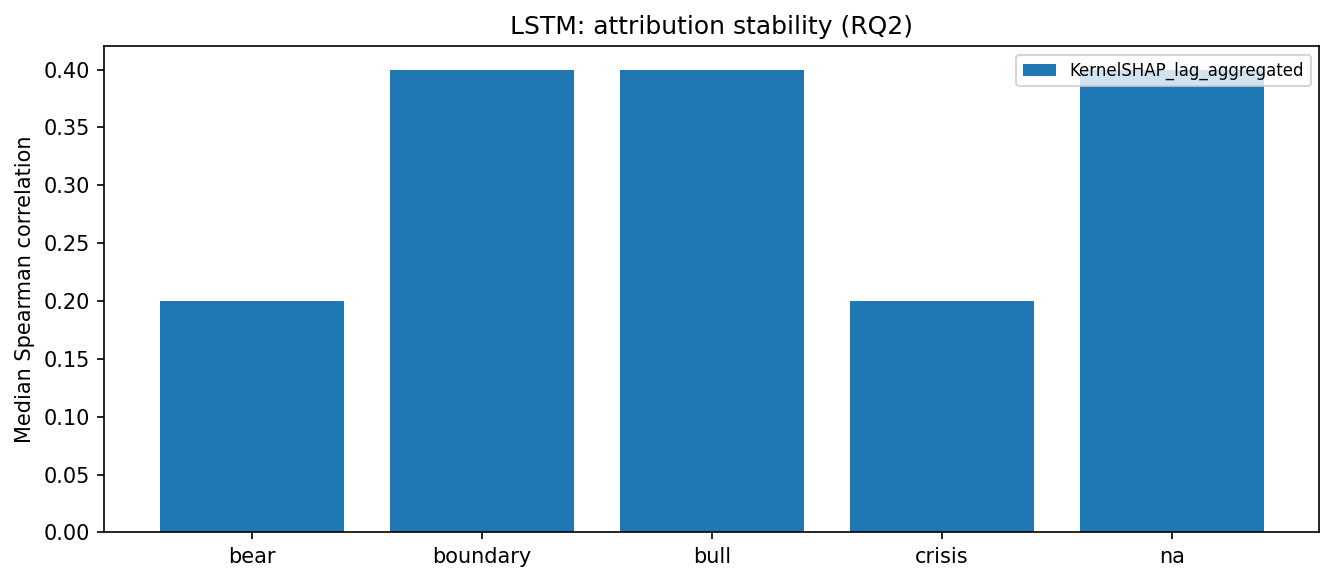 LSTM: attribution stability (RQ2)
KernelSHAP_lag_aggregated
Median Spearman correlation
0.40
0.35
0.30
0.25
0.20
0.15
0.10
0.05
0.00
bear boundary bull crisis na